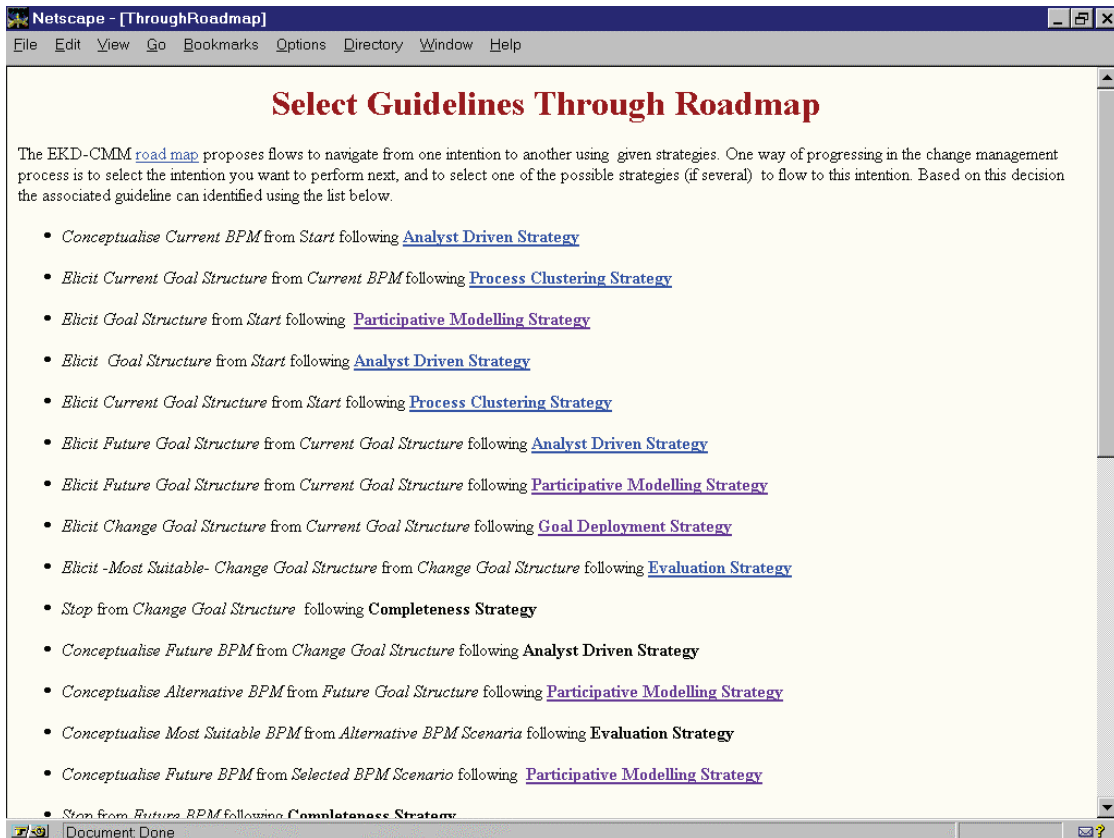 Netscape - [ThroughRoadmap]
File Edit View Go Bookmarks Options Directory Window Help
Select Guidelines Through Roadmap
The EKD-CMM road map proposes flows to navigate from one intention to another using given strategies. One way of progressing in the change management
process is to select the intention you want to perform next, and to select one of the possible strategies (if several) to flow to this intention. Based on this decision
the associated guideline can identified using the list below.
• Conceptualise Current BPM from Start following Analyst Driven Strategy
• Elicit Current Goal Structure from Current BPM following Process Clustering Strategy
• Elicit Goal Structure from Start following Participative Modelling Strategy
• Elicit Goal Structure from Start following Analyst Driven Strategy
• Elicit Current Goal Structure from Start following Process Clustering Strategy
• Elicit Future Goal Structure from Current Goal Structure following Analyst Driven Strategy
• Elicit Future Goal Structure from Current Goal Structure following Participative Modelling Strategy
• Elicit Change Goal Structure from Current Goal Structure following Goal Deployment Strategy
• Elicit -Most Suitable- Change Goal Structure from Change Goal Structure following Evaluation Strategy
• Stop from Change Goal Structure following Completeness Strategy
• Conceptualise Future BPM from Change Goal Structure following Analyst Driven Strategy
• Conceptualise Alternative BPM from Future Goal Structure following Participative Modelling Strategy
• Conceptualise Most Suitable BPM from Alternative BPM Scenaria following Evaluation Strategy
• Conceptualise Future BPM from Selected BPM Scenario following Participative Modelling Strategy
• Stop from Future BPM following Completeness Strategy
Document: Done